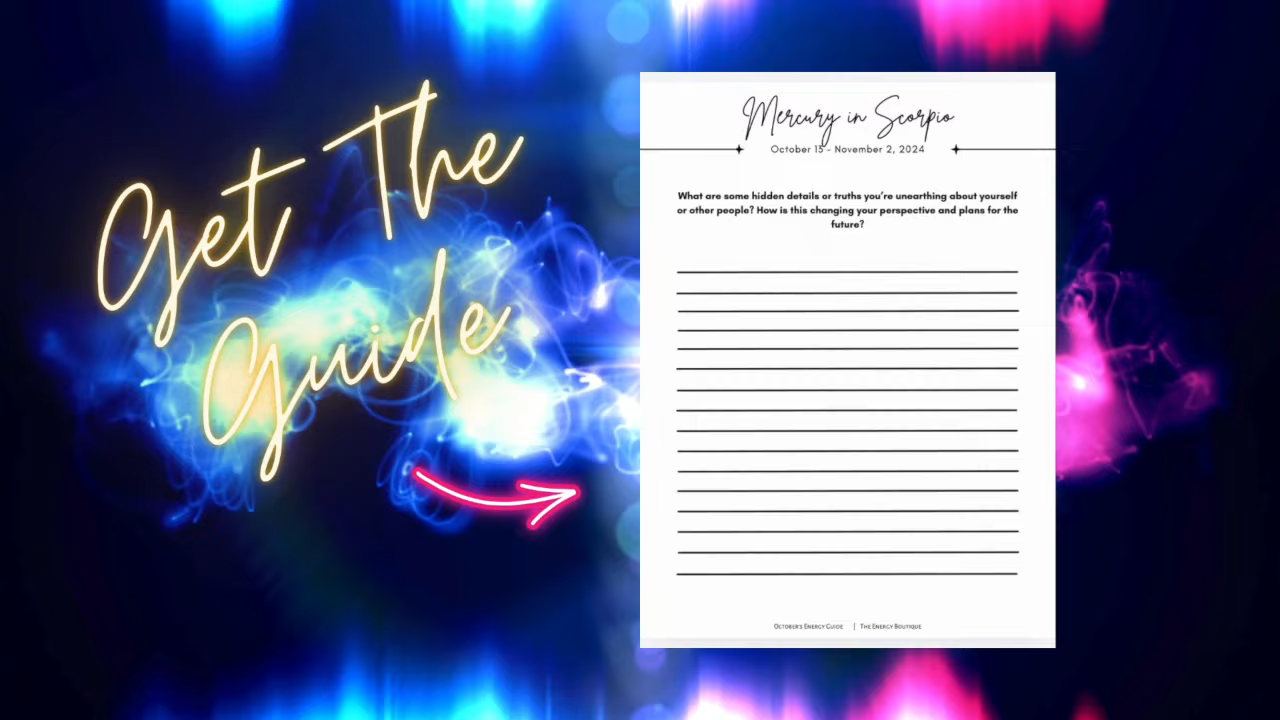 Get The
Guide
Mercury in Scorpio
October 13 - November 2, 2024
What are some hidden details or truths you're unearthing about yourself
or other people? How is this changing your perspective and plans for the
future?
October's Energy Guide | The Energy Boutique